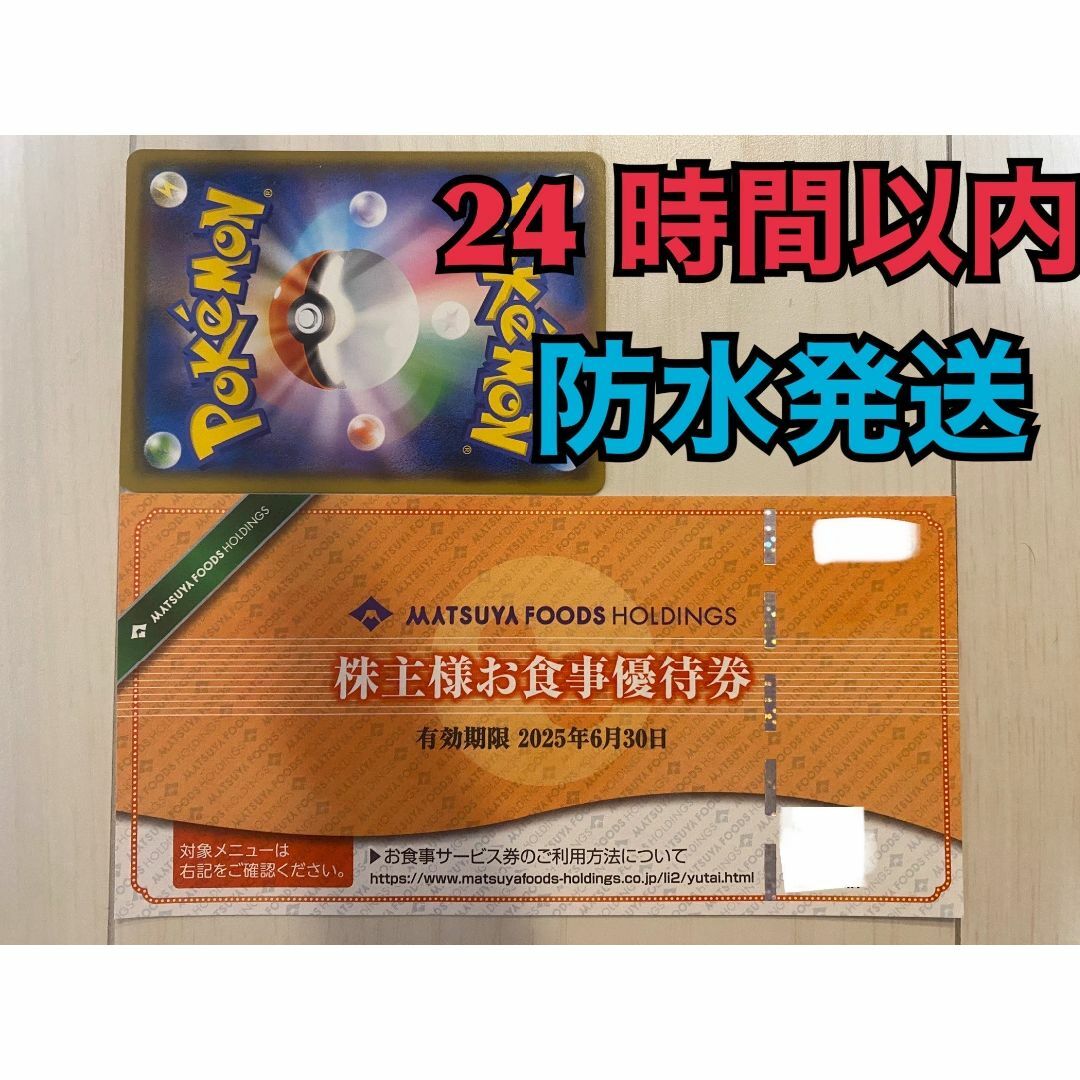 24 時間以内
防水発送
POKéMON
®
POKéMON
®
MATSUYA FOODS HOLDINGS
MATSUYA FOODS HOLDINGS
株主様お食事優待券
有効期限 2025年6月30日
対象メニューは
右記をご確認ください。
▶お食事サービス券のご利用方法について
https://www.matsuyafoods-holdings.co.jp/li2/yutai.html